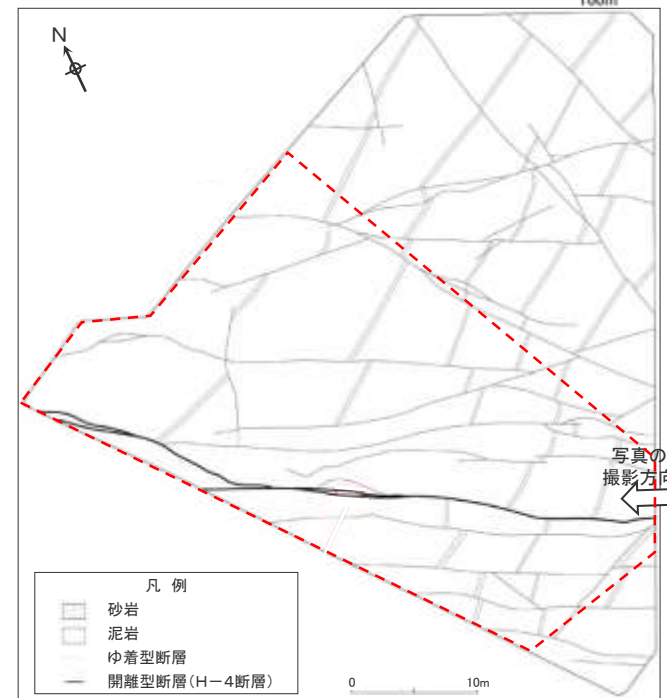 100m
N
写真の
撮影方向
凡 例
砂岩
泥岩
ゆ着型断層
開離型断層(H-4断層)
0 10m